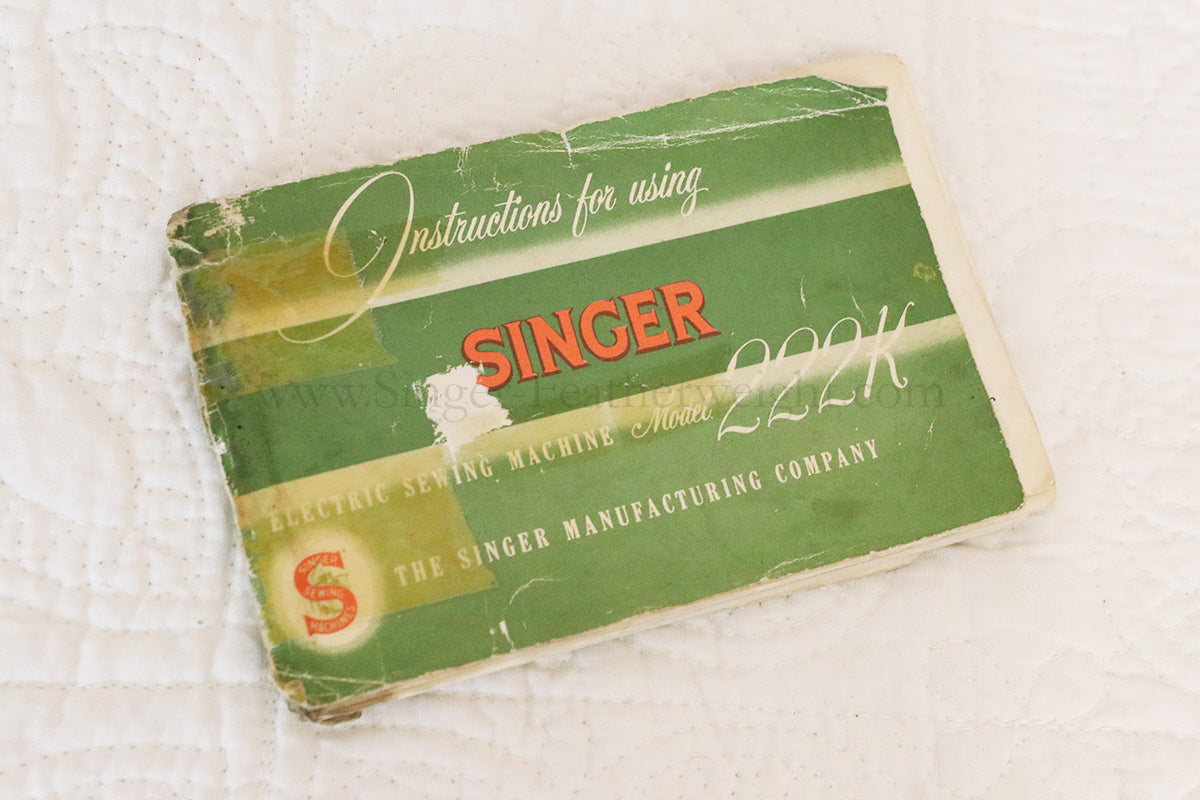 Instructions for using
SINGER
www.Singer-Featherweight.com
ELECTRIC SEWING MACHINE Model 222K
THE SINGER MANUFACTURING COMPANY
SINGER
SEWING
MACHINES